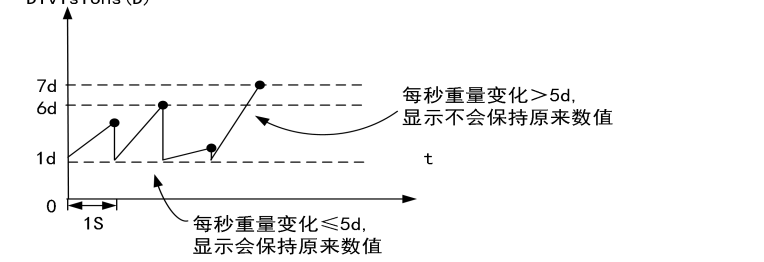 Divisions(D)
7d
6d
每秒重量变化＞5d,
显示不会保持原来数值
1d
t
0
1S
每秒重量变化≤5d,
显示会保持原来数值